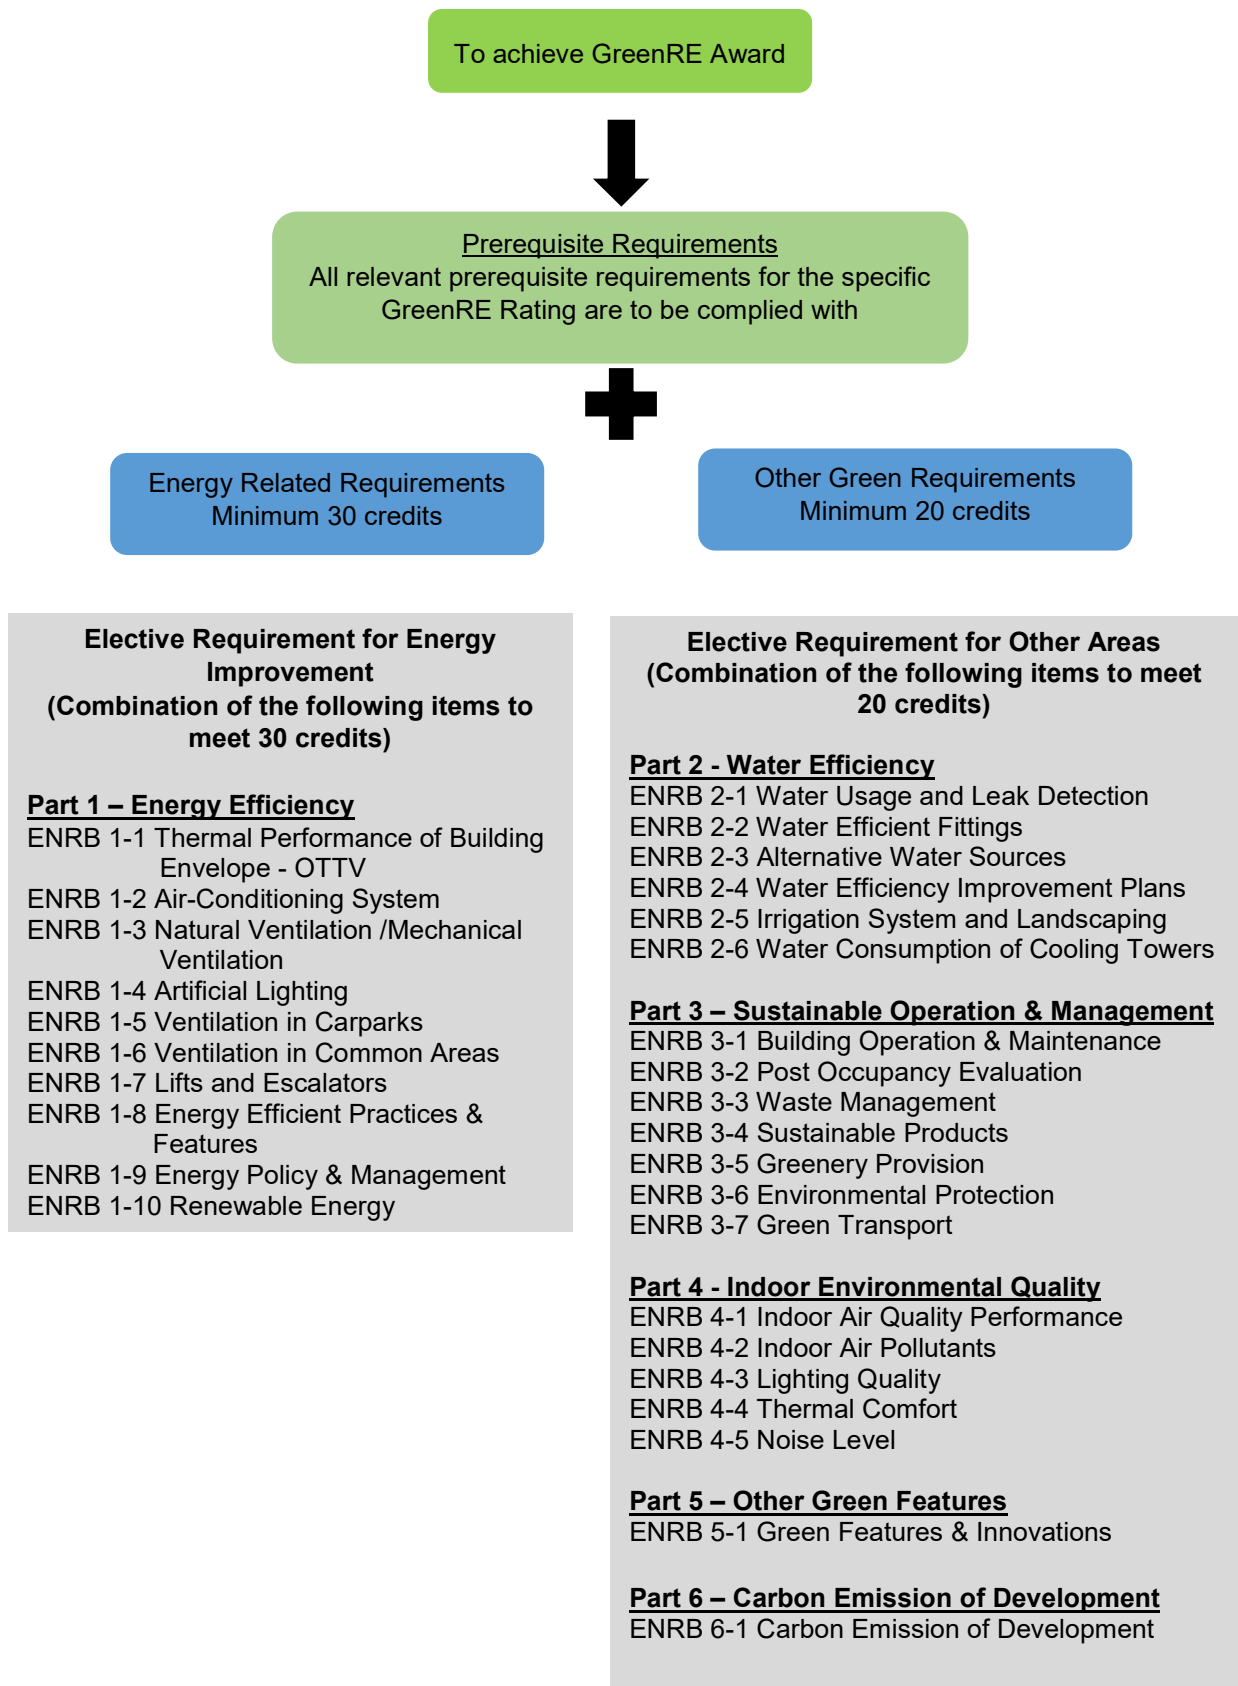 To achieve GreenRE Award
Prerequisite Requirements
All relevant prerequisite requirements for the specific
GreenRE Rating are to be complied with
Energy Related Requirements
Minimum 30 credits
Other Green Requirements
Minimum 20 credits
Elective Requirement for Energy
Improvement
(Combination of the following items to
meet 30 credits)
Part 1 – Energy Efficiency
ENRB 1-1 Thermal Performance of Building
Envelope - OTTV
ENRB 1-2 Air-Conditioning System
ENRB 1-3 Natural Ventilation /Mechanical
Ventilation
ENRB 1-4 Artificial Lighting
ENRB 1-5 Ventilation in Carparks
ENRB 1-6 Ventilation in Common Areas
ENRB 1-7 Lifts and Escalators
ENRB 1-8 Energy Efficient Practices &
Features
ENRB 1-9 Energy Policy & Management
ENRB 1-10 Renewable Energy
Elective Requirement for Other Areas
(Combination of the following items to meet
20 credits)
Part 2 - Water Efficiency
ENRB 2-1 Water Usage and Leak Detection
ENRB 2-2 Water Efficient Fittings
ENRB 2-3 Alternative Water Sources
ENRB 2-4 Water Efficiency Improvement Plans
ENRB 2-5 Irrigation System and Landscaping
ENRB 2-6 Water Consumption of Cooling Towers
Part 3 – Sustainable Operation & Management
ENRB 3-1 Building Operation & Maintenance
ENRB 3-2 Post Occupancy Evaluation
ENRB 3-3 Waste Management
ENRB 3-4 Sustainable Products
ENRB 3-5 Greenery Provision
ENRB 3-6 Environmental Protection
ENRB 3-7 Green Transport
Part 4 - Indoor Environmental Quality
ENRB 4-1 Indoor Air Quality Performance
ENRB 4-2 Indoor Air Pollutants
ENRB 4-3 Lighting Quality
ENRB 4-4 Thermal Comfort
ENRB 4-5 Noise Level
Part 5 – Other Green Features
ENRB 5-1 Green Features & Innovations
Part 6 – Carbon Emission of Development
ENRB 6-1 Carbon Emission of Development